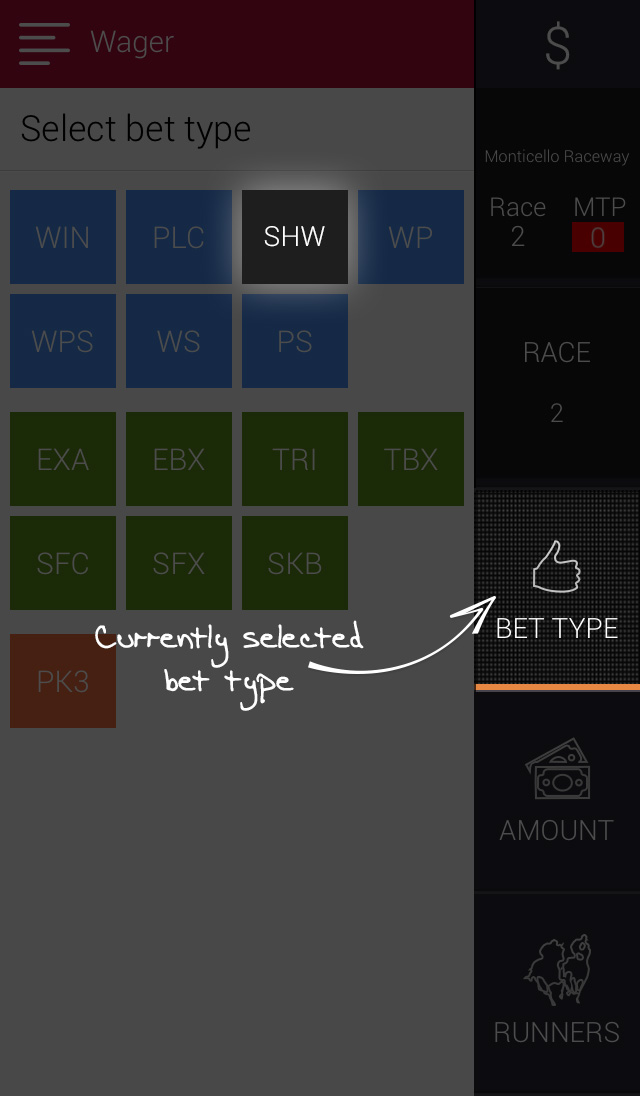 Wager
$
Select bet type
Monticello Raceway
Race MTP
2 0
WIN PLC SHW WP
WPS WS PS
EXA EBX TRI TBX
SFC SFX SKB
PK3
Currently selected
bet type
RACE
2
BET TYPE
AMOUNT
RUNNERS